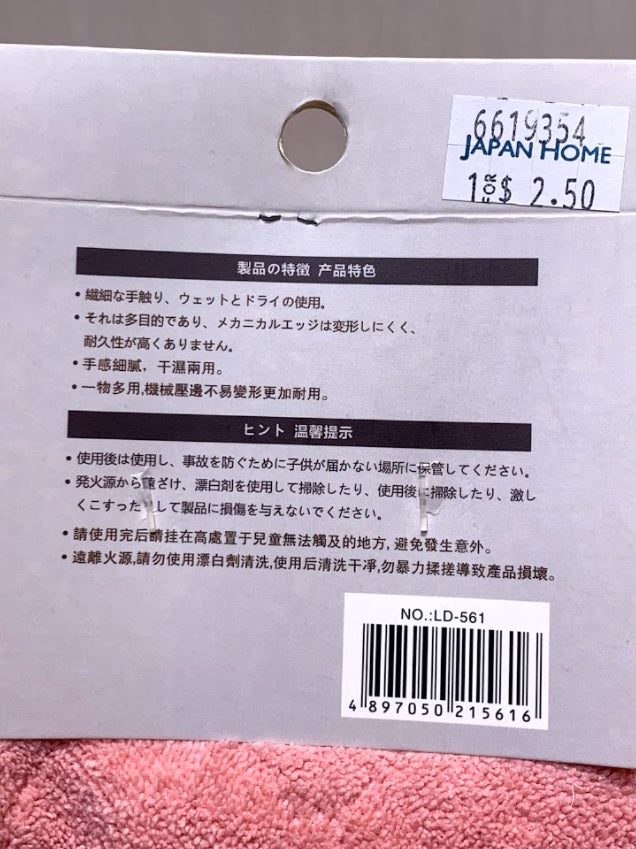 6619354
JAPAN HOME
1 FOR $ 2.50
製品の特徴 产品特色
• 繊細な手触り、ウェットとドライの使用。
• それは多目的であり、メカニカルエッジは変形しにくく、
耐久性が高くありません。
• 手感細膩，干濕兩用。
• 一物多用,機械壓邊不易變形更加耐用。
ヒント 温馨提示
• 使用後は使用し、事故を防ぐために子供が届かない場所に保管してください。
• 発火源から遠ざけ、漂白剤を使用して掃除したり、使用後に掃除したり、激し
くこすったりして製品に損傷を与えないでください。
• 請使用完后請挂在高處置于兒童無法觸及的地方,避免發生意外。
• 遠離火源,請勿使用漂白劑清洗,使用后清洗干净,勿暴力揉搓導致產品損壞。
NO.:LD-561
4 897050 215616